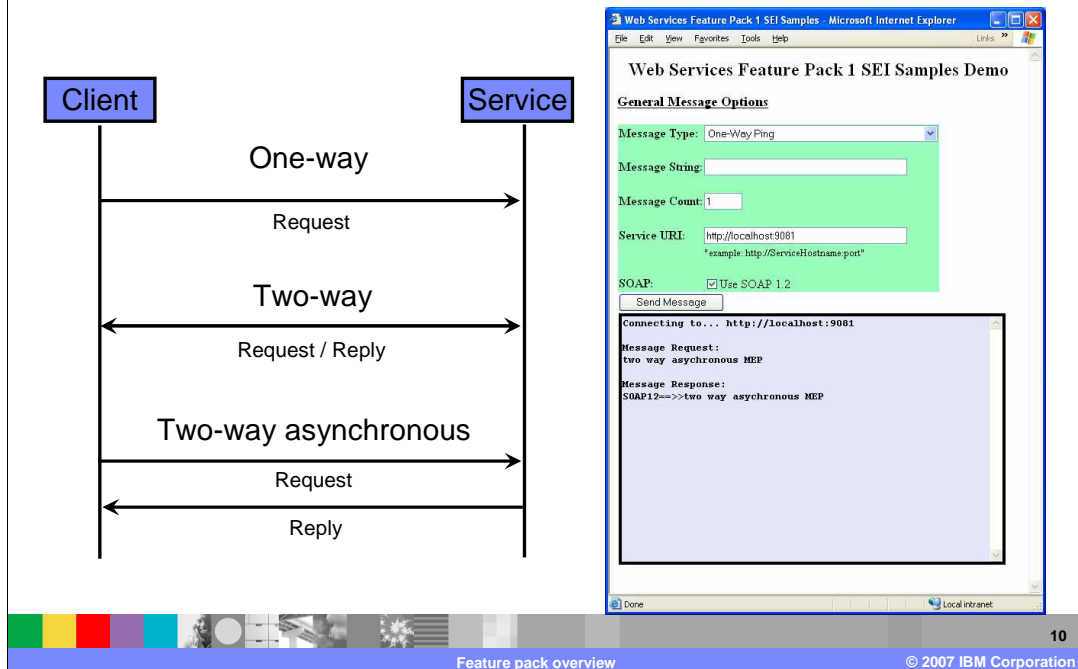 Client
Service
One-way
Request
Two-way
Request / Reply
Two-way asynchronous
Request
Reply
Web Services Feature Pack 1 SEI Samples - Microsoft Internet Explorer
File Edit View Favorites Tools Help
Links »
Web Services Feature Pack 1 SEI Samples Demo
General Message Options
Message Type: One-Way Ping
Message String:
Message Count: 1
Service URI: http://localhost:9081
"example: http://ServiceHostname:port"
SOAP: Use SOAP 1.2
Send Message
Connecting to... http://localhost:9081
Message Request:
two way asychronous MEP
Message Response:
SOAP12==>>two way asychronous MEP
Done
Local intranet
10
Feature pack overview
© 2007 IBM Corporation